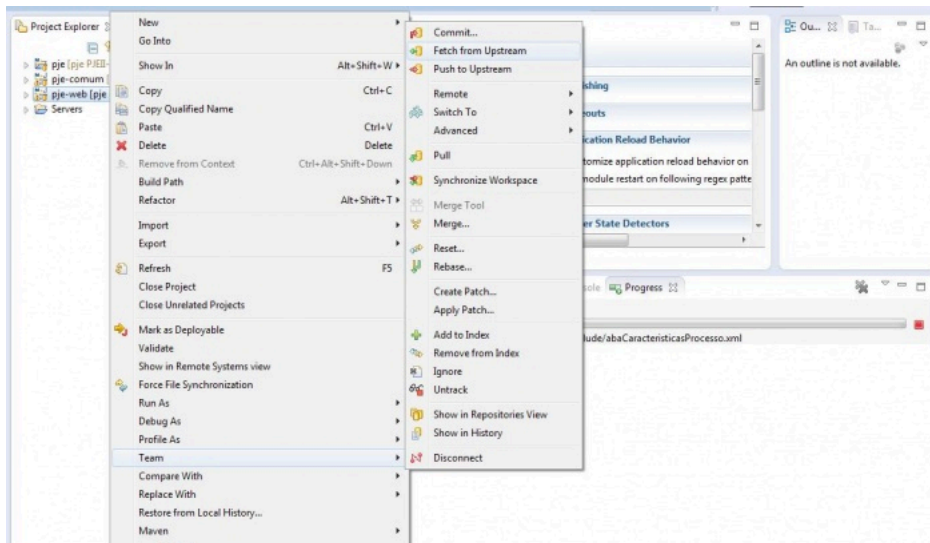 Project Explorer
pje [pje PJEII-
pje-comum [
pje-web [pje
Servers
New
Go Into
Show In Alt+Shift+W
Copy Ctrl+C
Copy Qualified Name
Paste Ctrl+V
Delete Delete
Remove from Context Ctrl+Alt+Shift+Down
Build Path
Refactor Alt+Shift+T
Import
Export
Refresh F5
Close Project
Close Unrelated Projects
Mark as Deployable
Validate
Show in Remote Systems view
Force File Synchronization
Run As
Debug As
Profile As
Team
Compare With
Replace With
Restore from Local History...
Maven
Commit...
Fetch from Upstream
Push to Upstream
Remote
Switch To
Advanced
Pull
Synchronize Workspace
Merge Tool
Merge...
Reset...
Rebase...
Create Patch...
Apply Patch...
Add to Index
Remove from Index
Ignore
Untrack
Show in Repositories View
Show in History
Disconnect
shing
eouts
ication Reload Behavior
tomize application reload behavior on
module restart on following regex patte
er State Detectors
sole Progress
lude/abaCaracteristicasProcesso.xml
Ou... Ta...
An outline is not available.